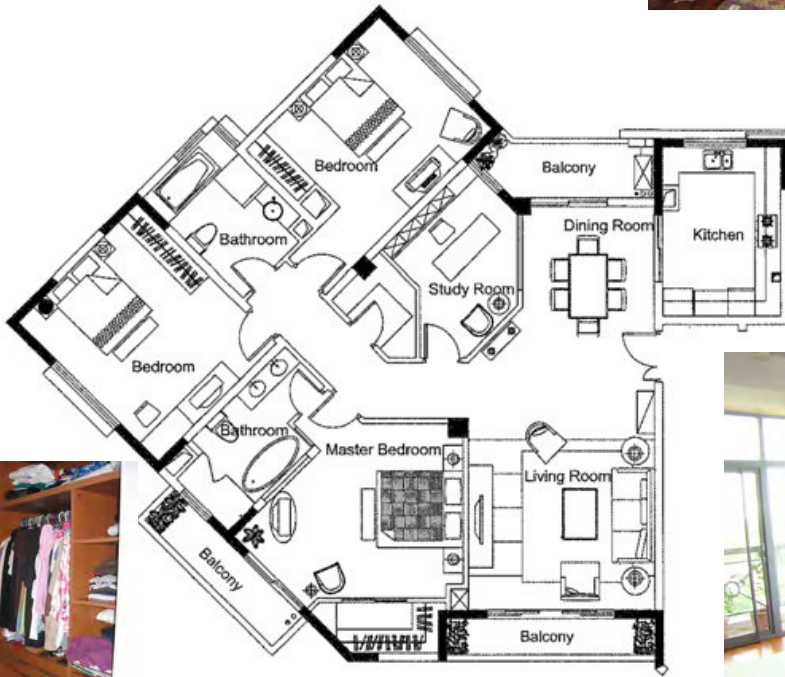 Bedroom
Balcony
Dining Room
Kitchen
Bathroom
Study Room
Bedroom
Bathroom
Master Bedroom
Living Room
Balcony
Balcony